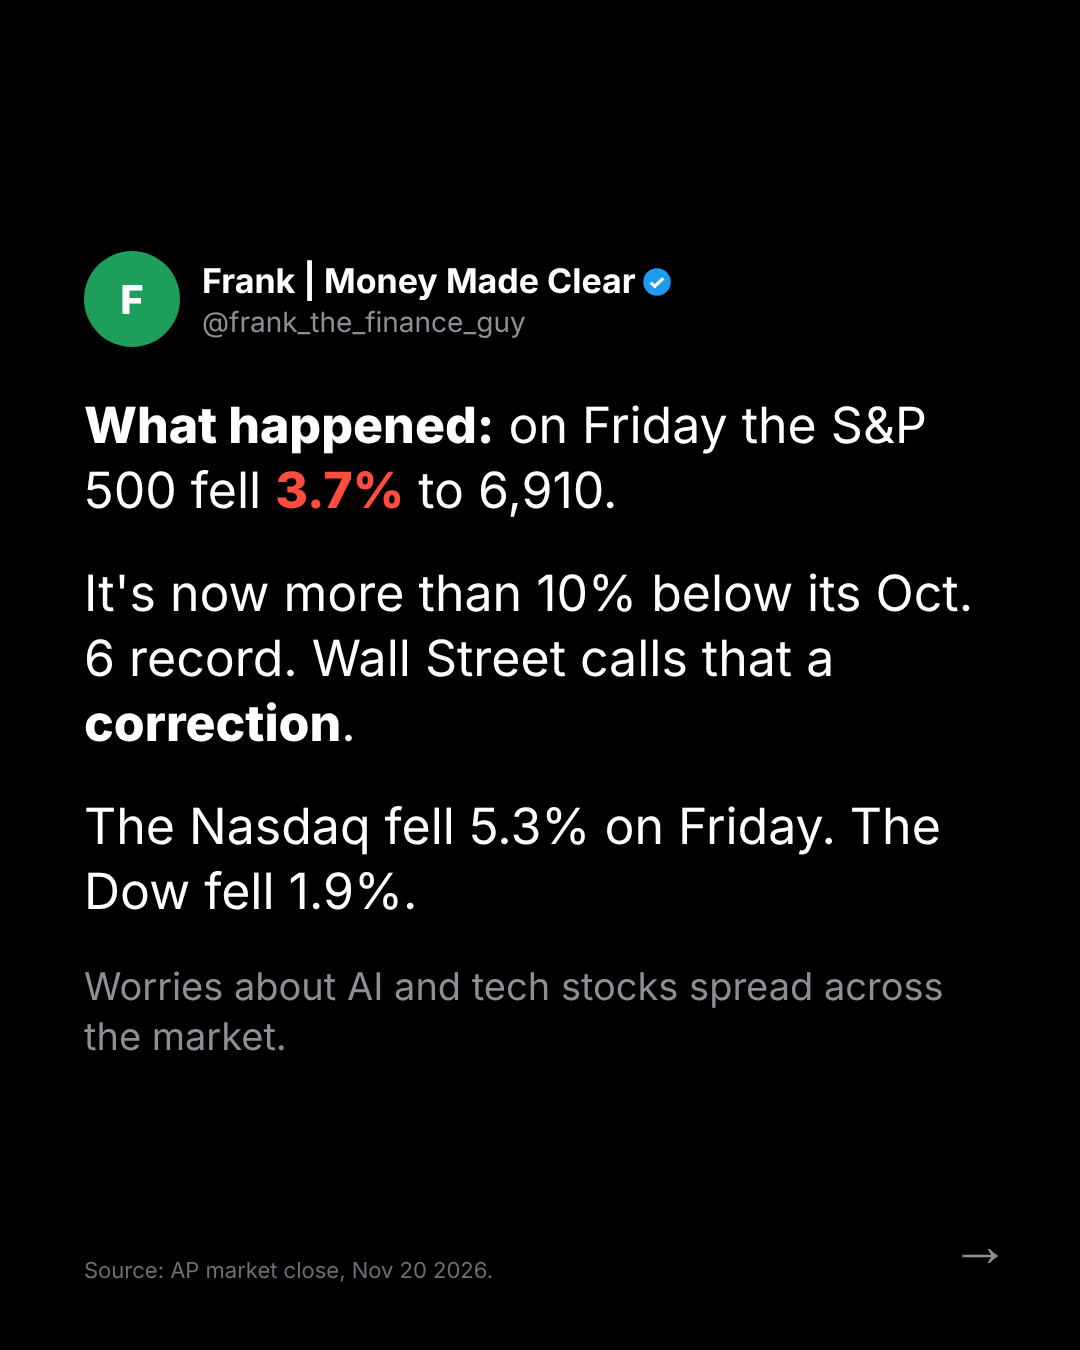 F
Frank | Money Made Clear
@frank_the_finance_guy
What happened: on Friday the S&P
500 fell 3.7% to 6,910.
It's now more than 10% below its Oct.
6 record. Wall Street calls that a
correction.
The Nasdaq fell 5.3% on Friday. The
Dow fell 1.9%.
Worries about AI and tech stocks spread across
the market.
Source: AP market close, Nov 20 2026.
→